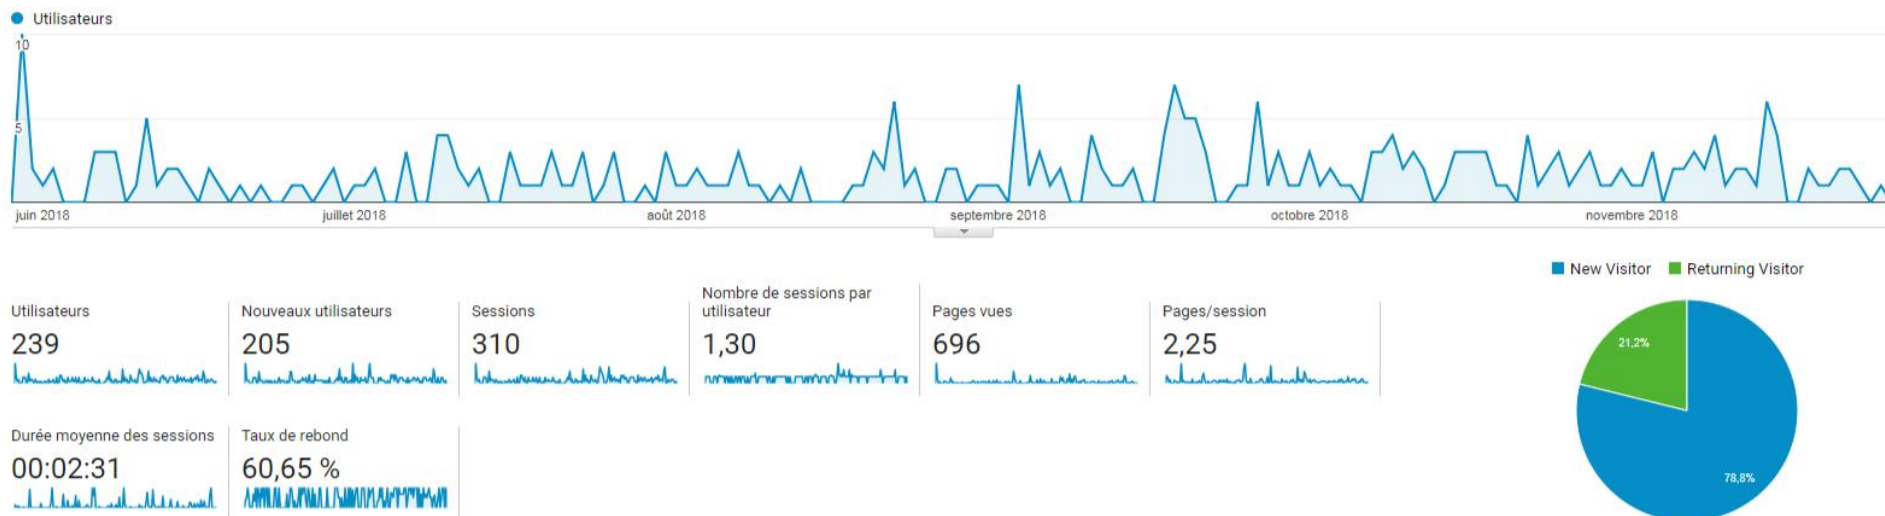 Utilisateurs
10
5
juin 2018
juillet 2018
août 2018
septembre 2018
octobre 2018
novembre 2018
New Visitor
Returning Visitor
Utilisateurs
239
Nouveaux utilisateurs
205
Sessions
310
Nombre de sessions par
utilisateur
1,30
Pages vues
696
Pages/session
2,25
21,2%
78,8%
Durée moyenne des sessions
00:02:31
Taux de rebond
60,65 %